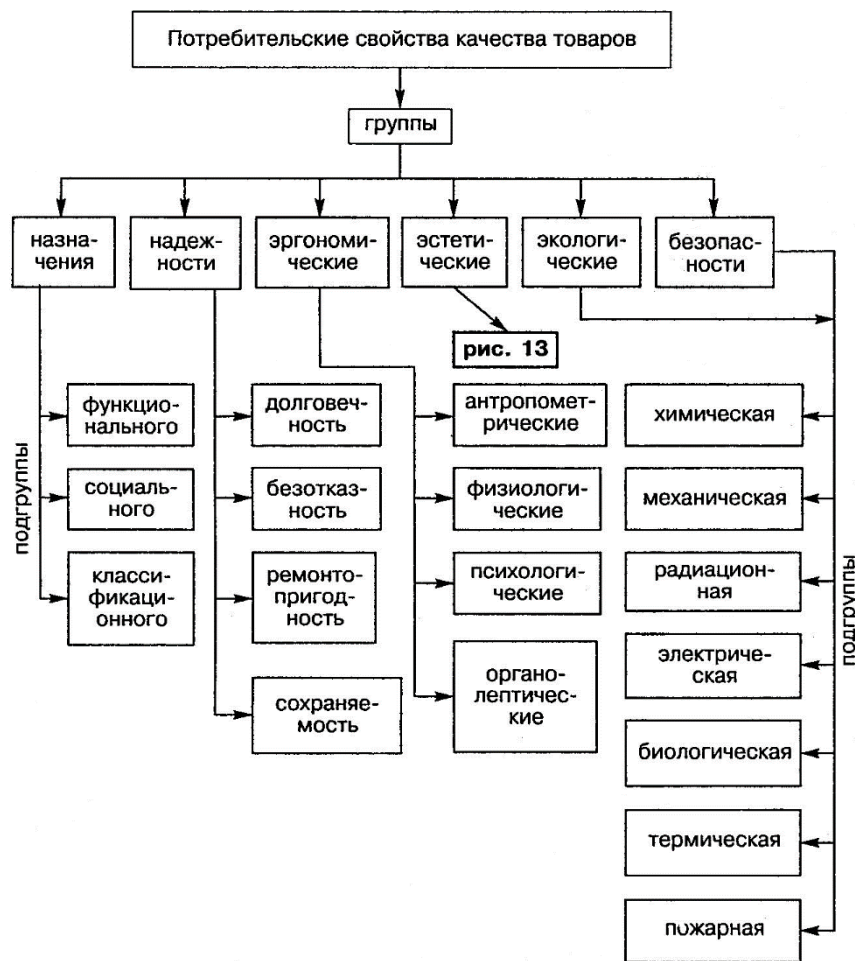 Потребительские свойства качества товаров
группы
назна-
чения
надеж-
ности
эргономи-
ческие
эстети-
ческие
экологи-
ческие
безопас-
ности
рис. 13
подгруппы
функцио-
нального
социаль-
ного
класси-
фикаци-
онного
долговеч-
ность
безотказ-
ность
ремонто-
пригод-
ность
сохраняе-
мость
антропомет-
рические
физиологи-
ческие
психологи-
ческие
органо-
лептичес-
кие
химическая
механическая
радиацион-
ная
электриче-
ская
биологическая
термическая
пожарная
подгруппы